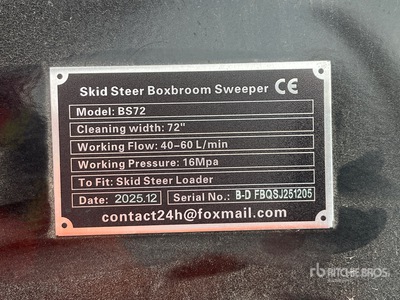 Skid Steer Boxbroom Sweeper CE
Model: BS72
Cleaning width: 72"
Working Flow: 40-60 L/min
Working Pressure: 16Mpa
To Fit: Skid Steer Loader
Date: 2025.12 Serial No.: B-D FBQSJ251205
contact24h@foxmail.com
rb RITCHIE BROS.